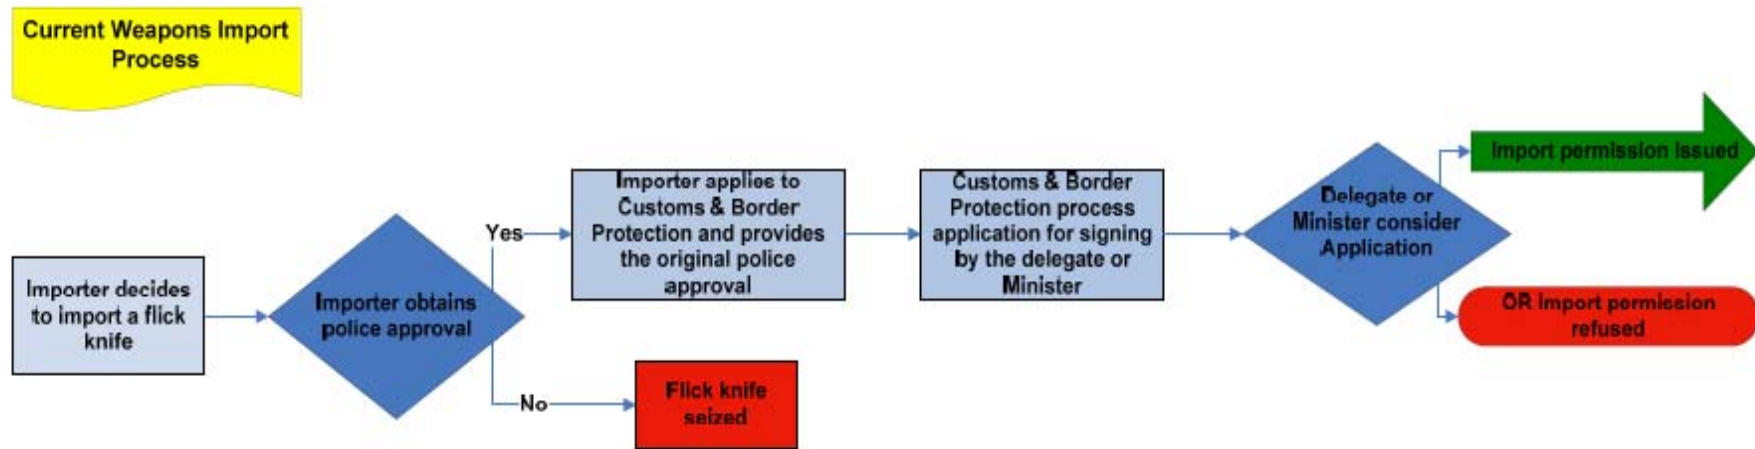 Current Weapons Import
Process
Importer decides
to import a flick
knife
Importer obtains
police approval
Yes
No
Importer applies to
Customs & Border
Protection and provides
the original police
approval
Flick knife
seized
Customs & Border
Protection process
application for signing
by the delegate or
Minister
Delegate or
Minister consider
Application
Import permission issued
OR Import permission
refused